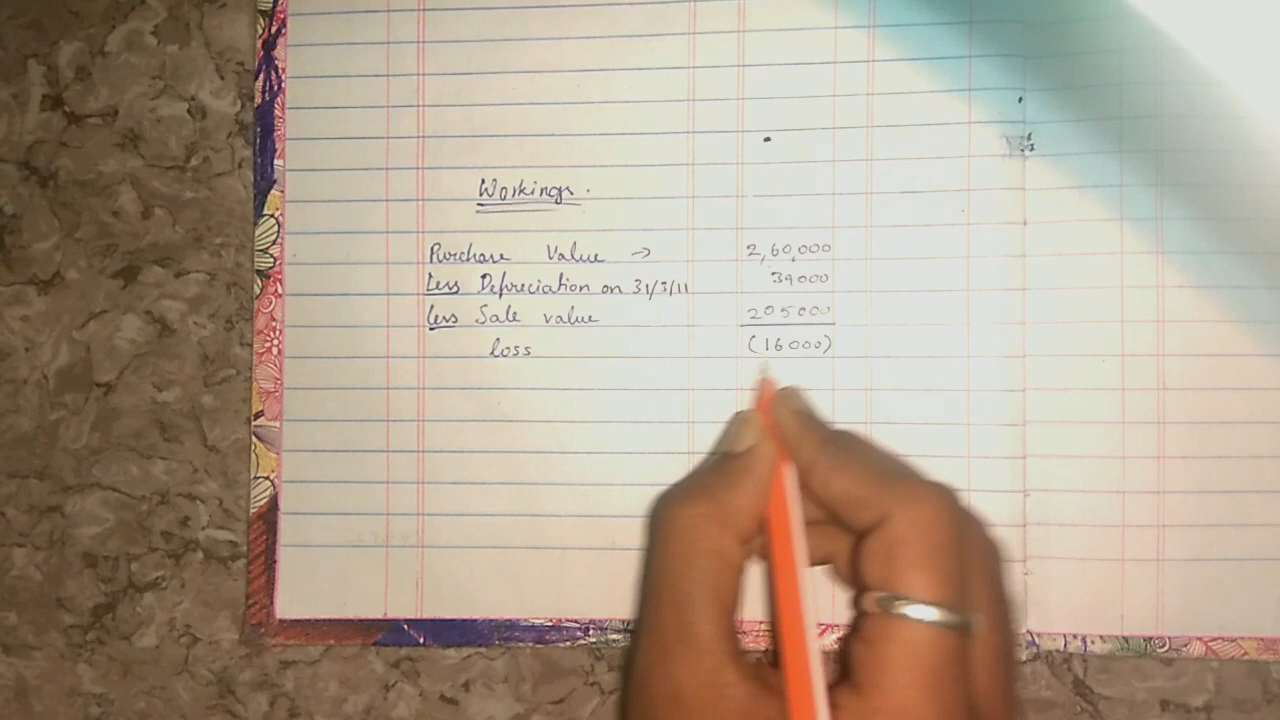 Workings.
Purchase Value → 2,60,000
Less Depreciation on 31/3/11 39000
Less Sale value 205000
loss (16000)